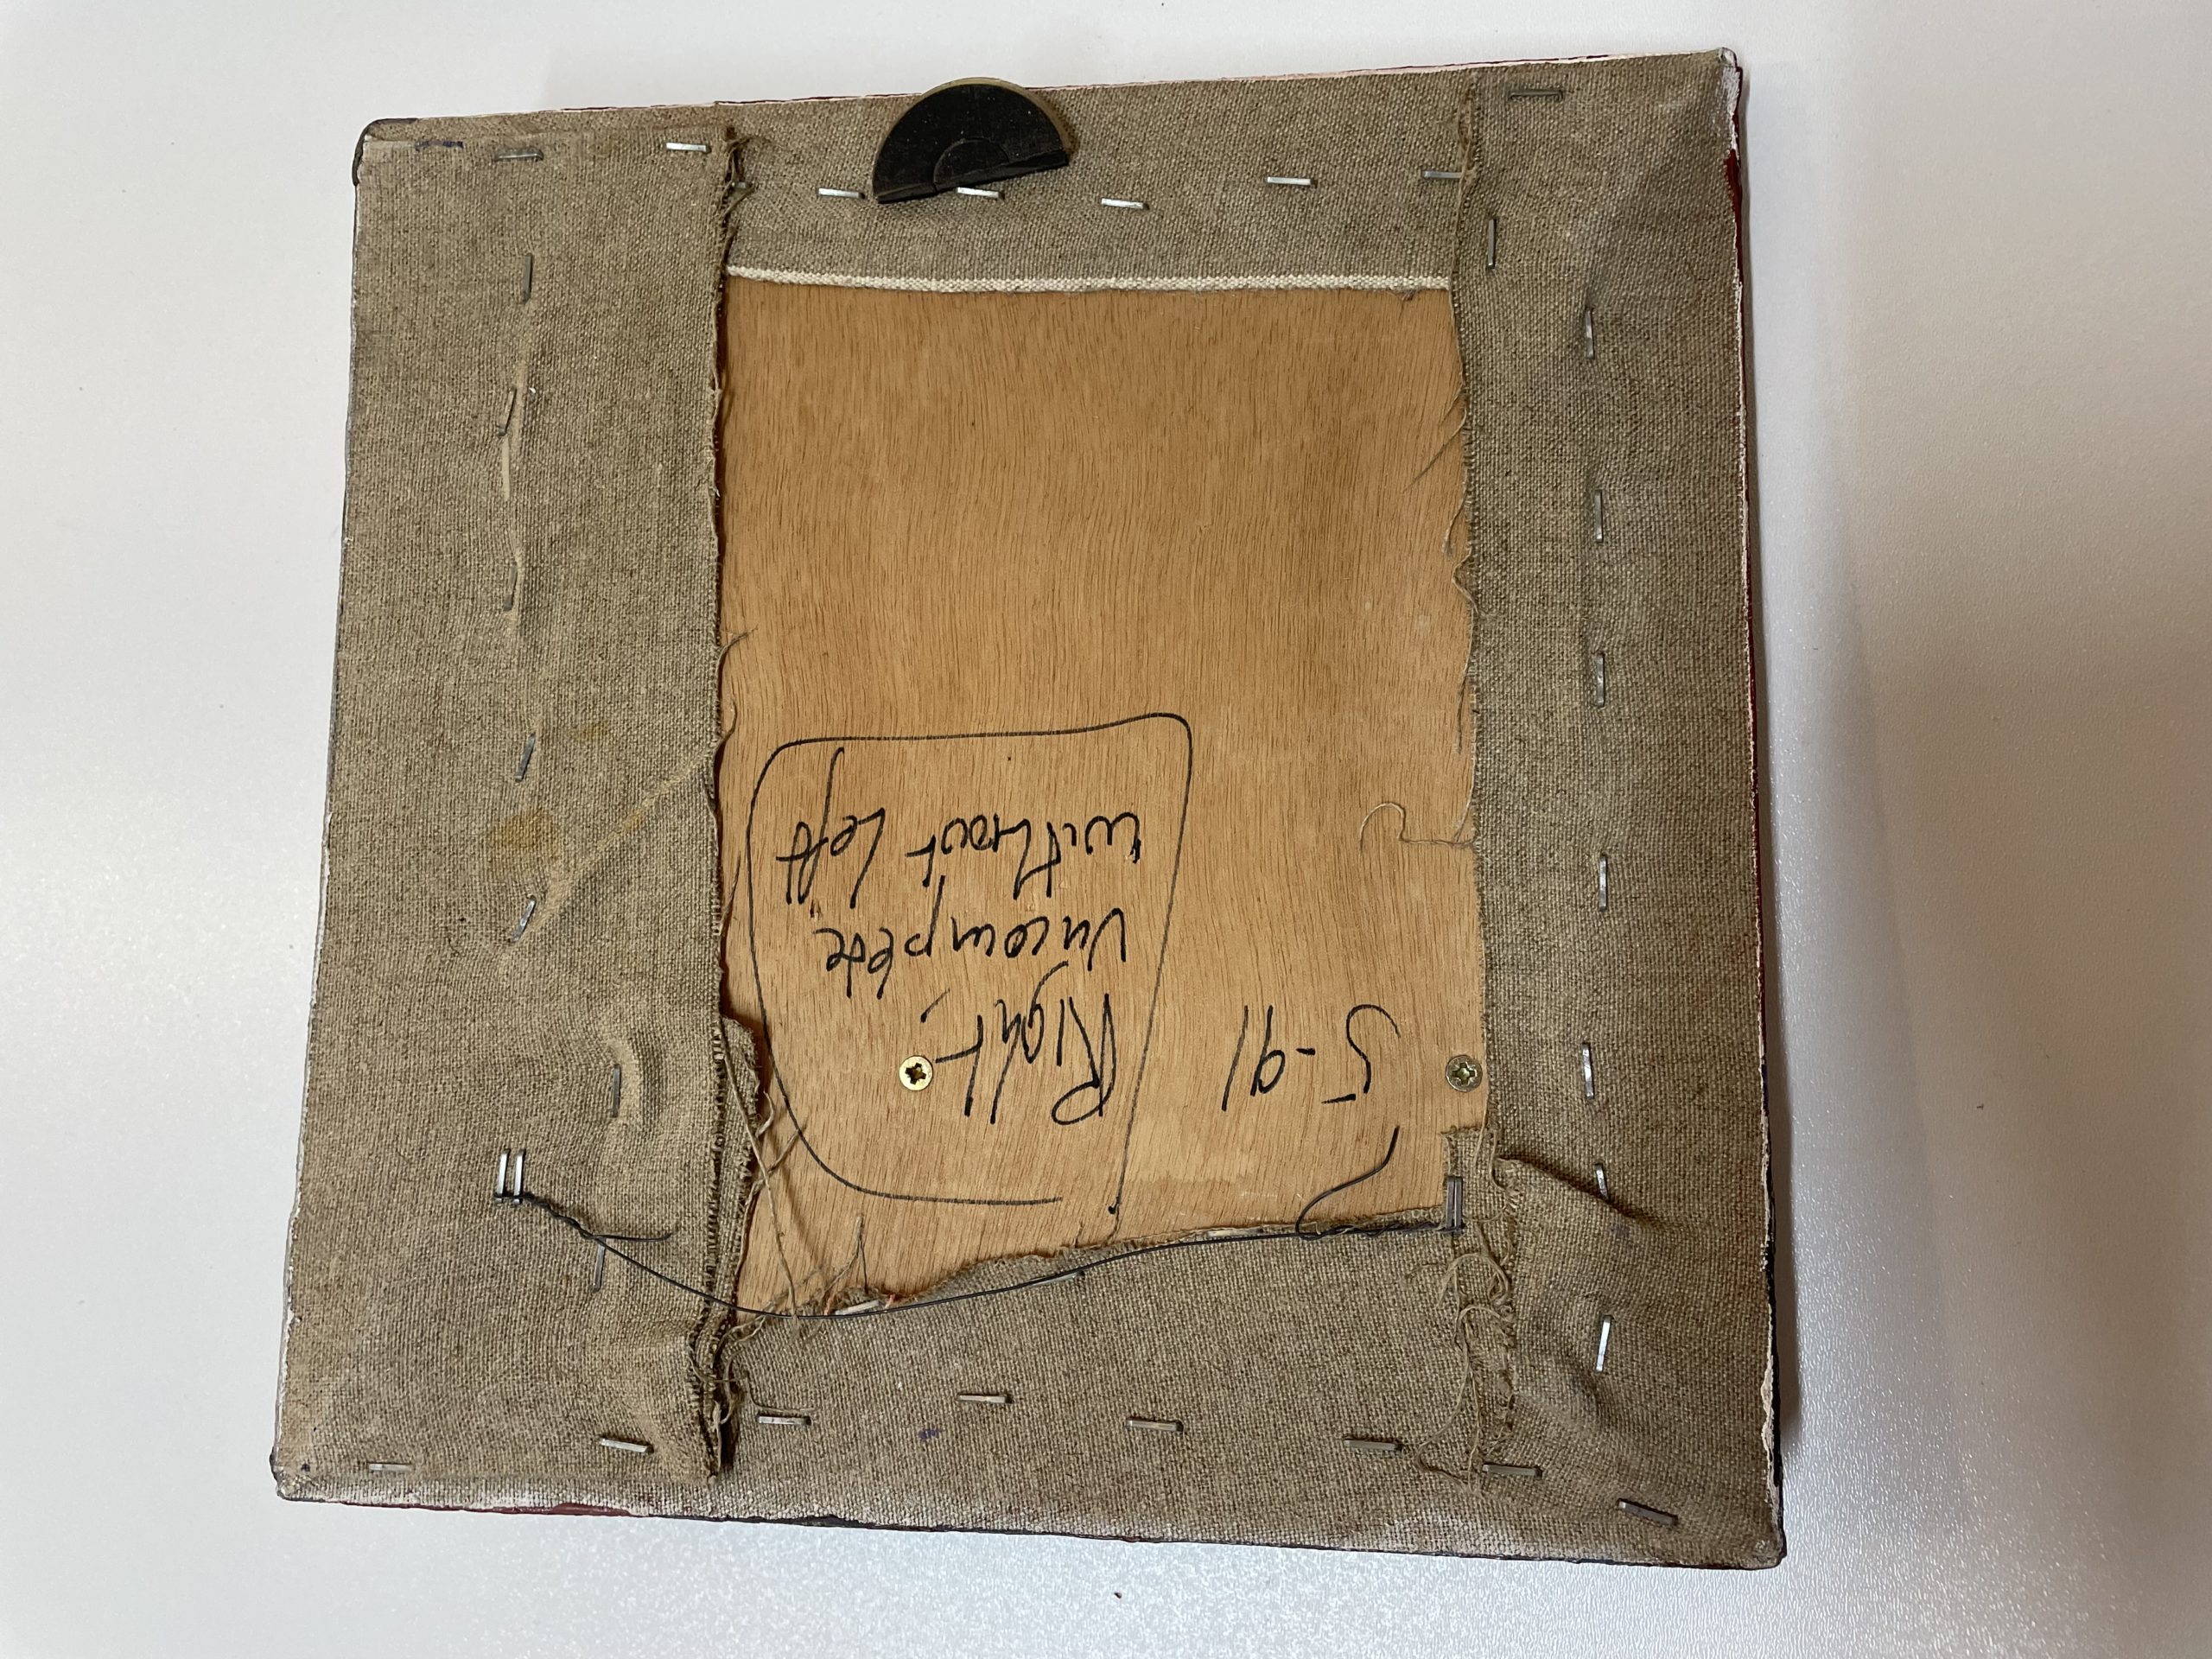 5-91
Right.
Uncomplete
without Left